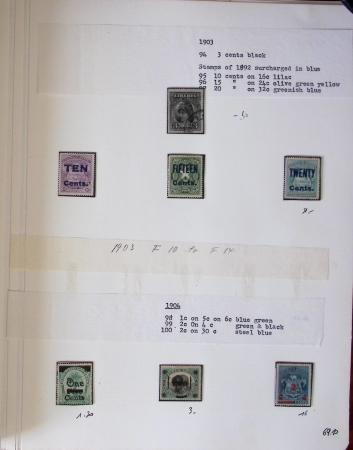 1903
94 3 cents black
Stamps of 1892 surcharged in blue
95 10 cents on 16c lilac
96 15 " on 24c olive green yellow
97 20 " on 32c greenish blue
LIBERIA
TEN
Cents.
FIFTEEN
Cents.
TWENTY
Cents.
1903 F 10 to F 14
1904
98 1c on 5c on 6c blue green
99 2c On 4 c green & black
100 2c on 30 c steel blue
One
Cents
3-
15